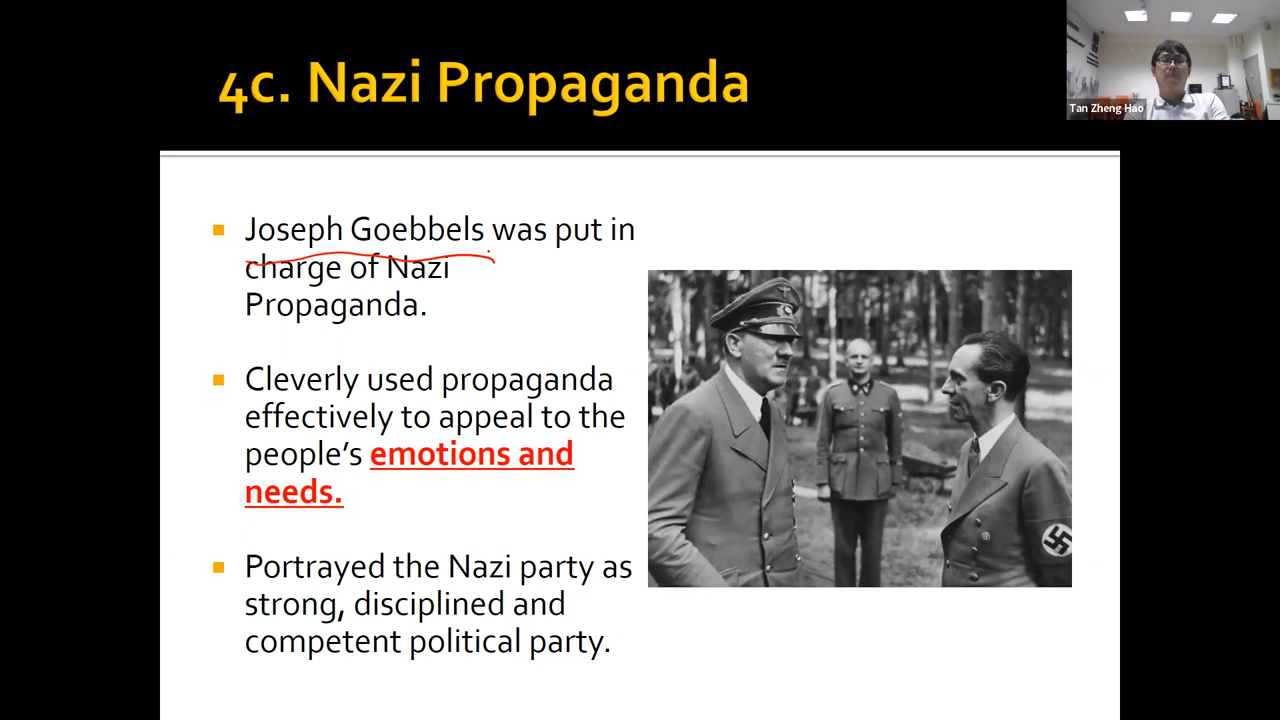 4c. Nazi Propaganda
Tan Zheng Hao
Joseph Goebbels was put in
charge of Nazi
Propaganda.
Cleverly used propaganda
effectively to appeal to the
people's emotions and
needs.
Portrayed the Nazi party as
strong, disciplined and
competent political party.